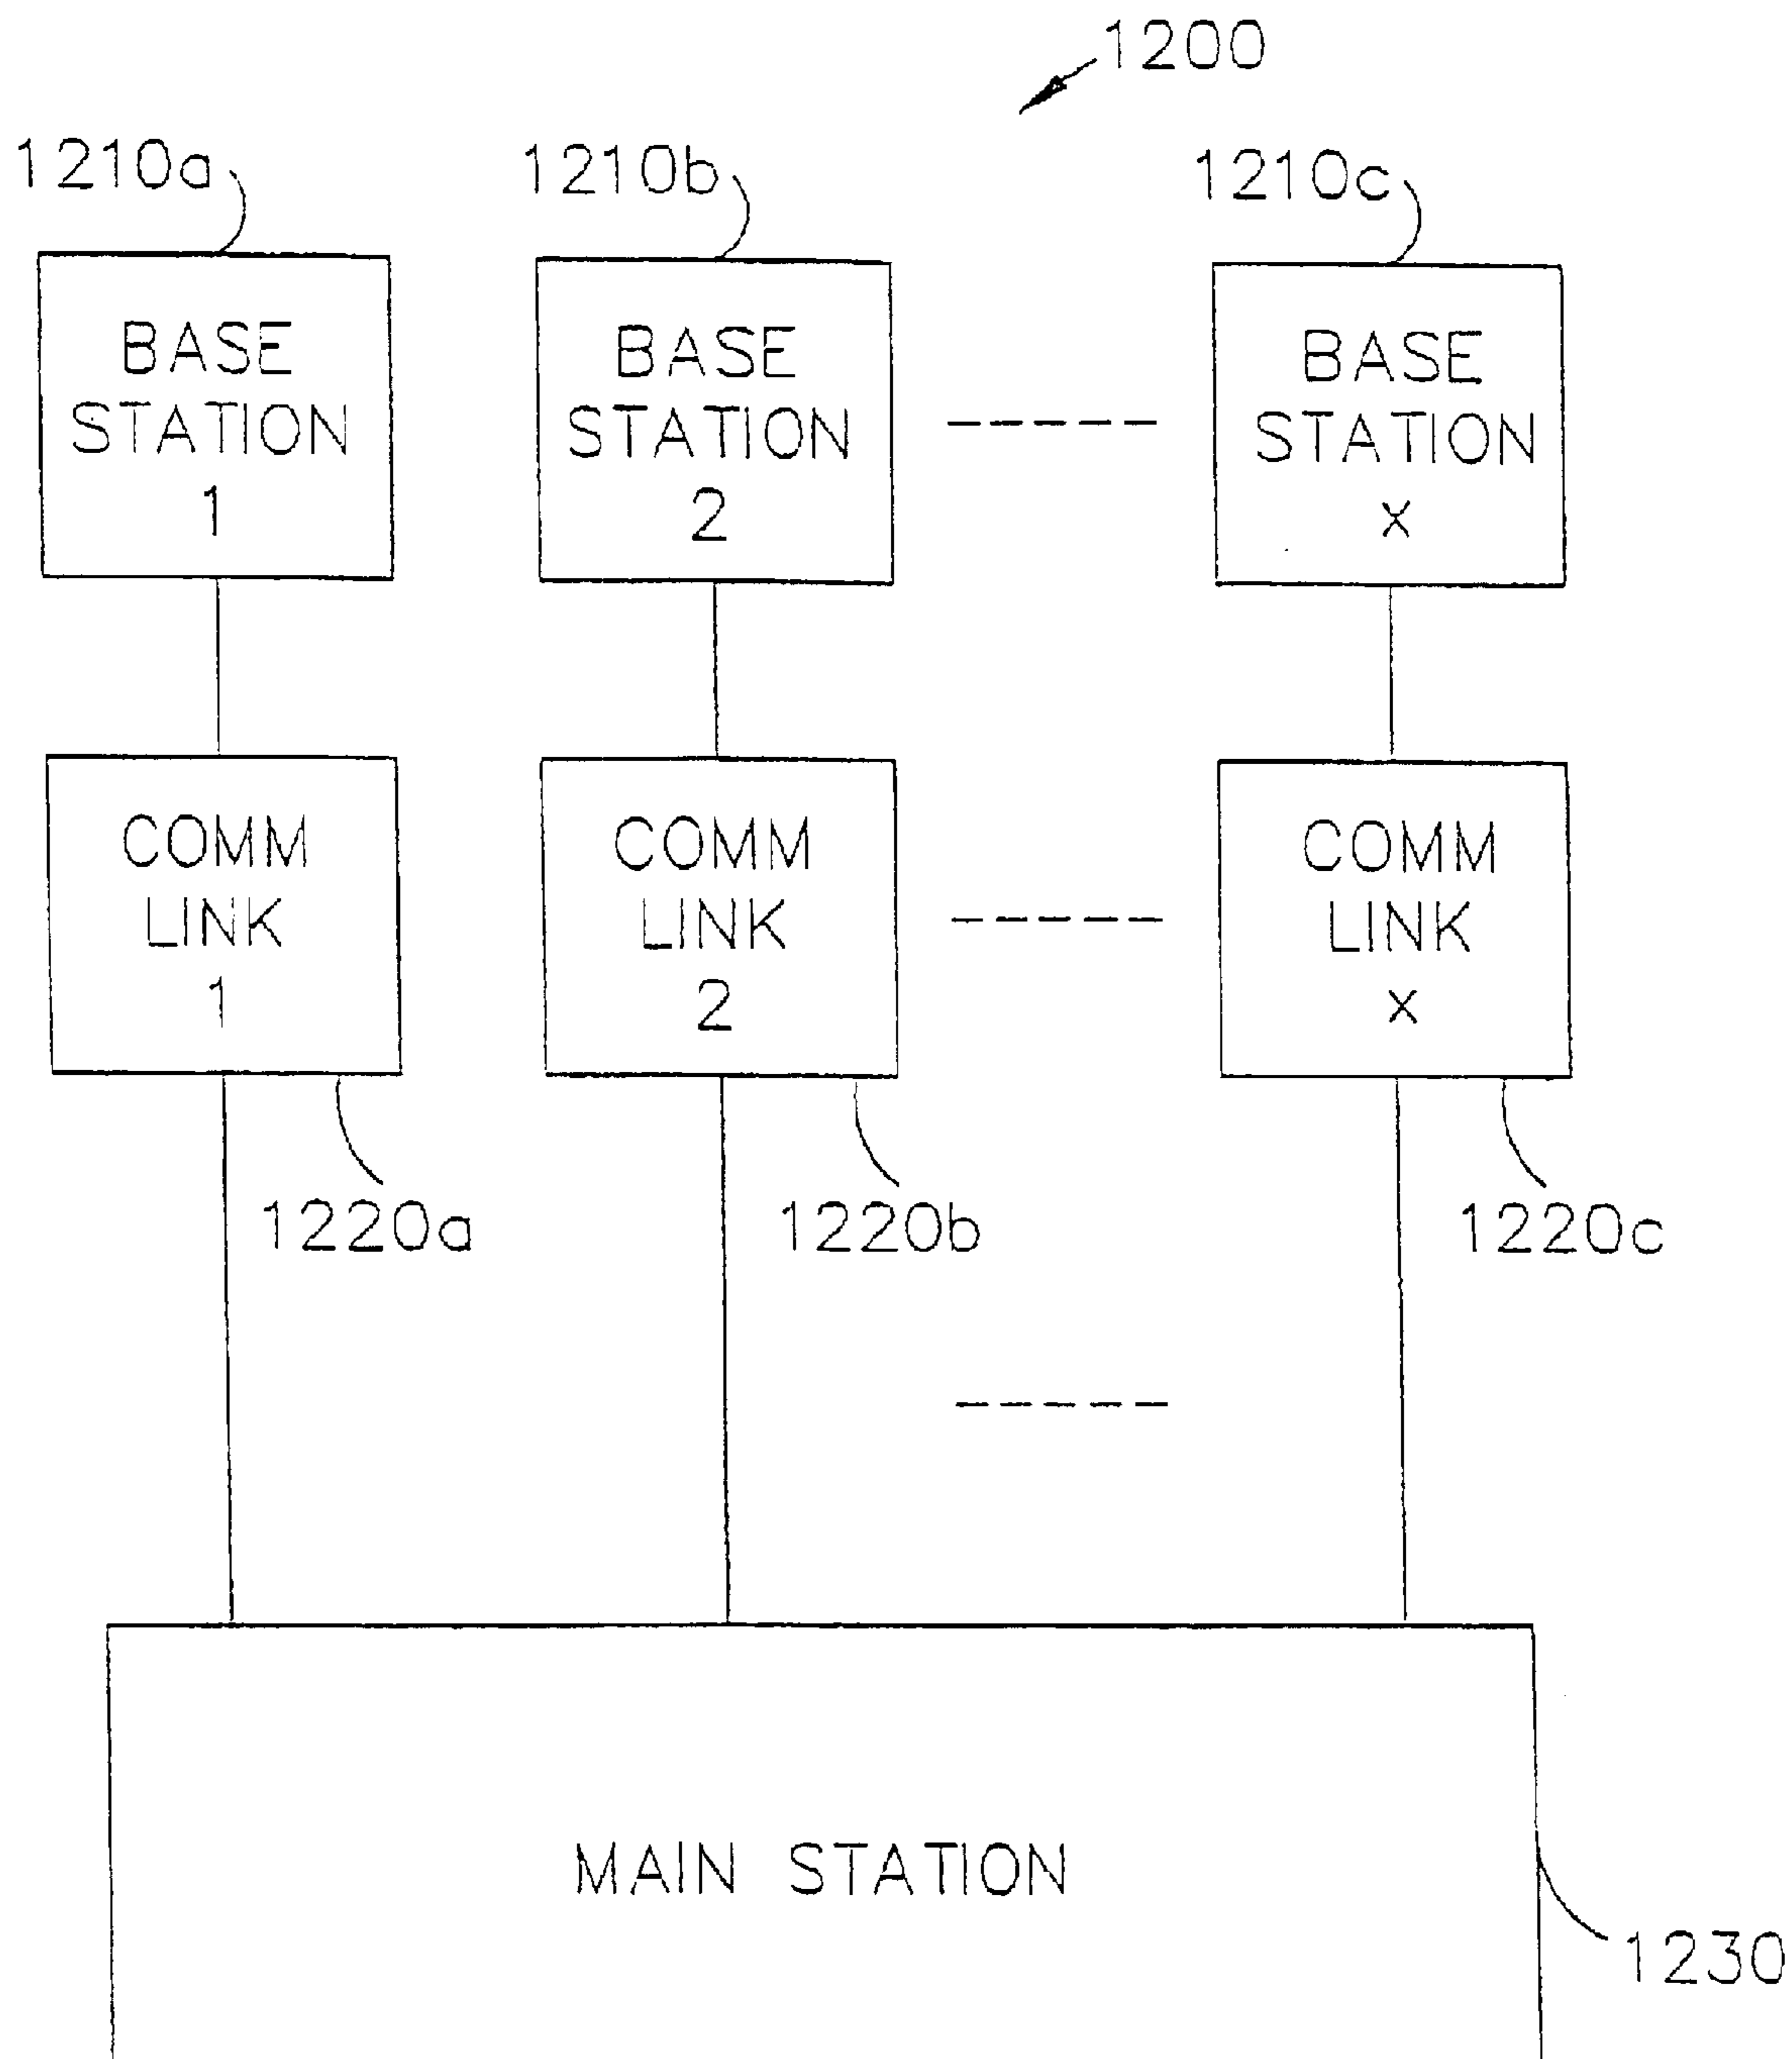 1200
1210a
1210b
1210c
BASE
STATION
1
BASE
STATION
2
BASE
STATION
x
COMM
LINK
1
COMM
LINK
2
COMM
LINK
x
1220a
1220b
1220c
MAIN STATION
1230